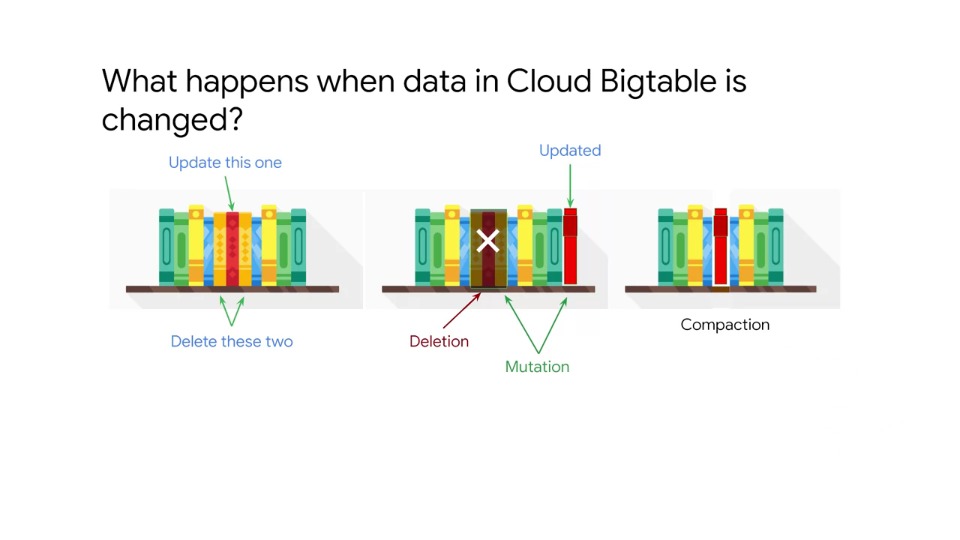 What happens when data in Cloud Bigtable is
changed?
Update this one
Updated
Delete these two
Deletion
Mutation
Compaction